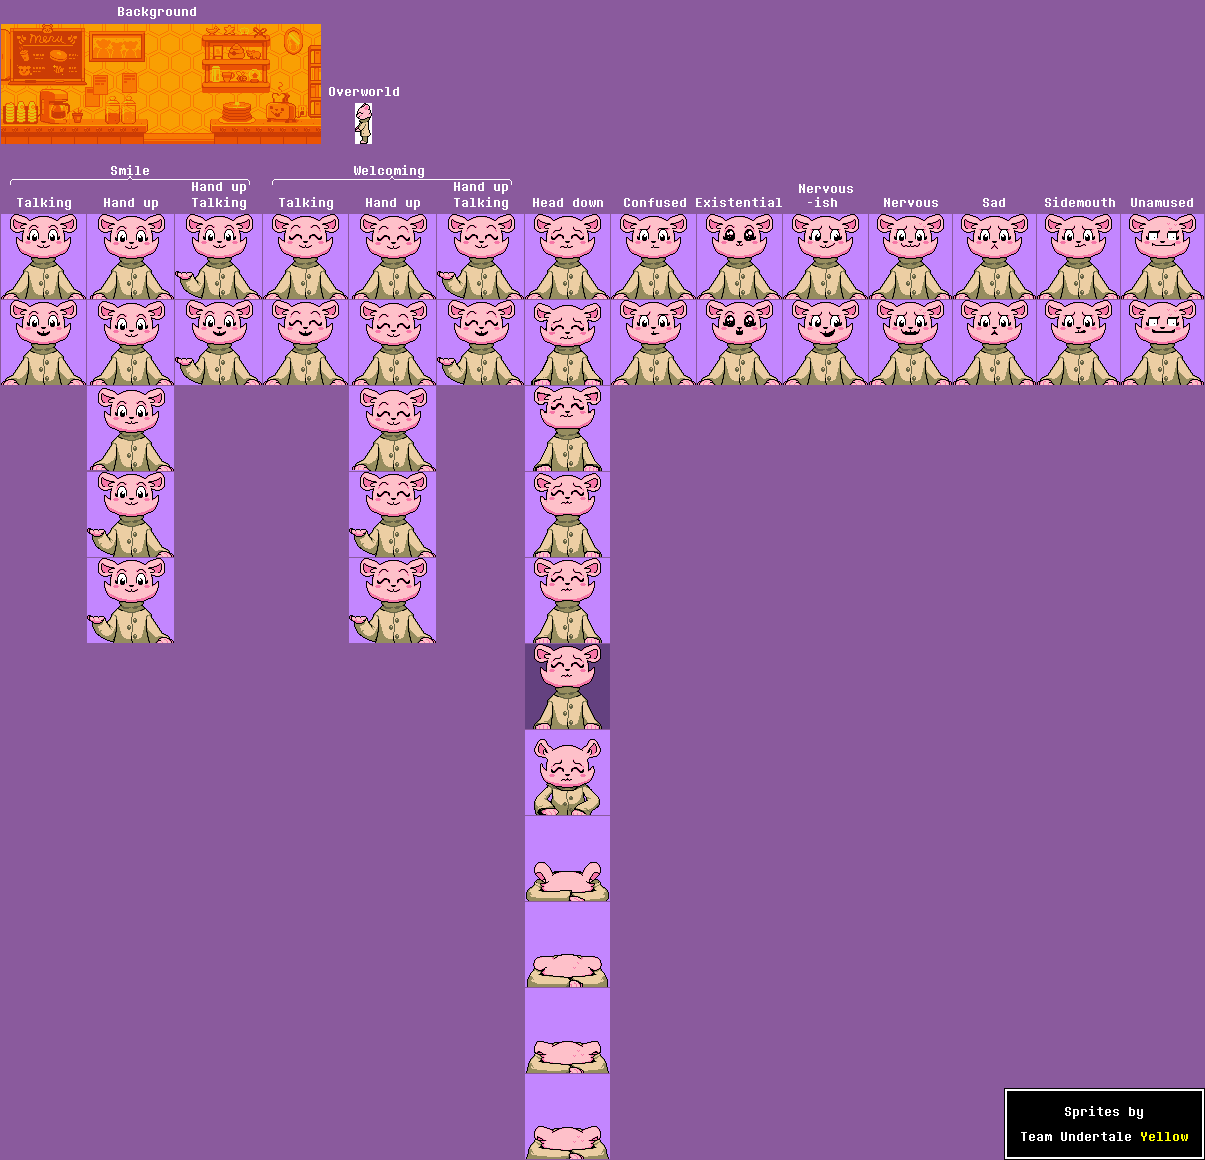 Background
Menu
Overworld
Smile
Welcoming
Talking
Hand up
Hand up
Talking
Talking
Hand up
Hand up
Talking
Head down
Confused
Existential
Nervous
-ish
Nervous
Sad
Sidemouth
Unamused
Sprites by
Team Undertale Yellow